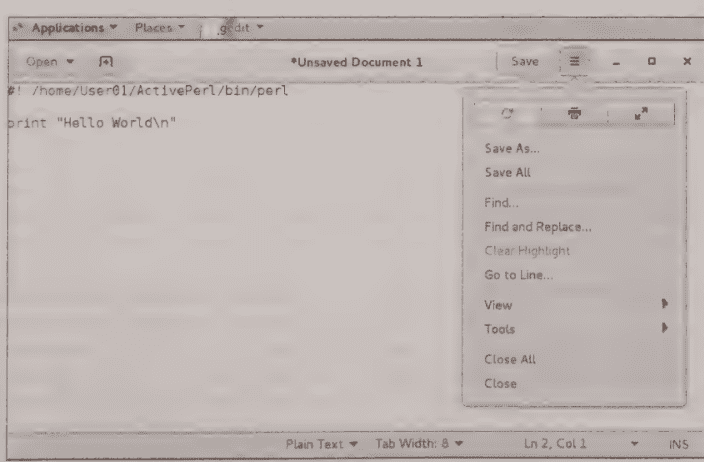 Applications Places gedit
Open *Unsaved Document 1 Save
#! /home/User01/ActivePerl/bin/perl
print "Hello World\n"
Save As...
Save All
Find...
Find and Replace...
Clear Highlight
Go to Line...
View
Tools
Close All
Close
Plain Text Tab Width: 8 Ln 2, Col 1 INS